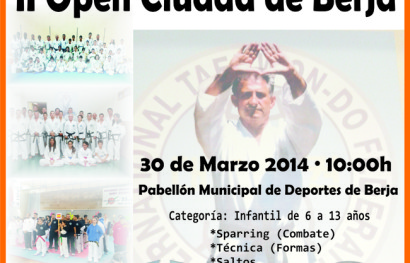 II Open Ciudad de Berja
30 de Marzo 2014 • 10:00h
Pabellón Municipal de Deportes de Berja
Categoría: Infantil de 6 a 13 años
*Sparring (Combate)
*Técnica (Formas)
*Saltos